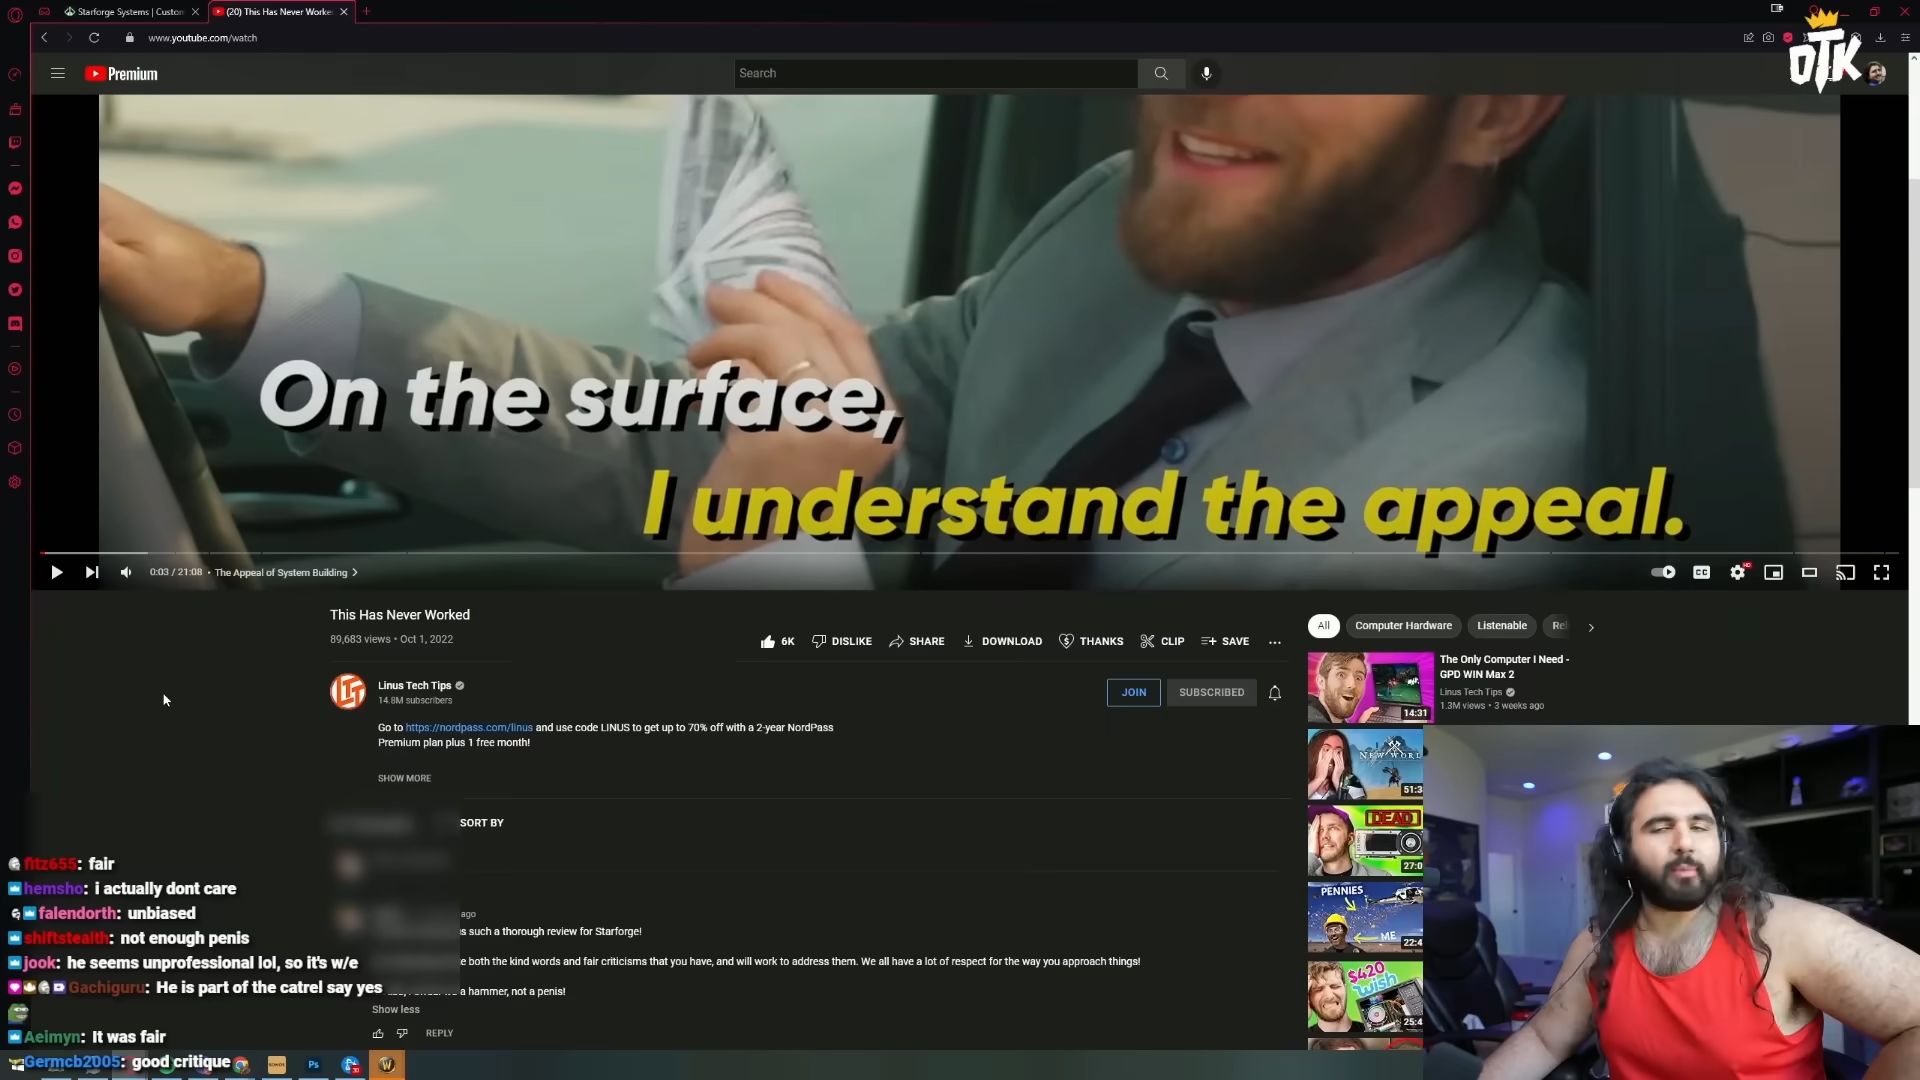 Starforge Systems | Custom
(20) This Has Never Worke
www.youtube.com/watch
OTK
Premium
Search
On the surface,
I understand the appeal.
0:03 / 21:08 • The Appeal of System Building
CC
HD
This Has Never Worked
89,683 views • Oct 1, 2022
6K
DISLIKE
SHARE
DOWNLOAD
THANKS
CLIP
SAVE
LTT
Linus Tech Tips
14.8M subscribers
JOIN
SUBSCRIBED
Go to https://nordpass.com/linus and use code LINUS to get up to 70% off with a 2-year NordPass
Premium plan plus 1 free month!
SHOW MORE
SORT BY
ago
such a thorough review for Starforge!
both the kind words and fair criticisms that you have, and will work to address them. We all have a lot of respect for the way you approach things!
a hammer, not a penis!
Show less
REPLY
All
Computer Hardware
Listenable
Rel
The Only Computer I Need -
GPD WIN Max 2
Linus Tech Tips
1.3M views • 3 weeks ago
14:31
NEW WORL
51:3
DEAD
27:0
PENNIES
ME
22:4
$420
wish
25:4
fitz655: fair
hemsho: i actually dont care
falendorth: unbiased
shiftstealth: not enough penis
jook: he seems unprofessional lol, so it's w/e
Gachiguru: He is part of the catrel say yes
Aeimyn: It was fair
Germcb2005: good critique
Ps